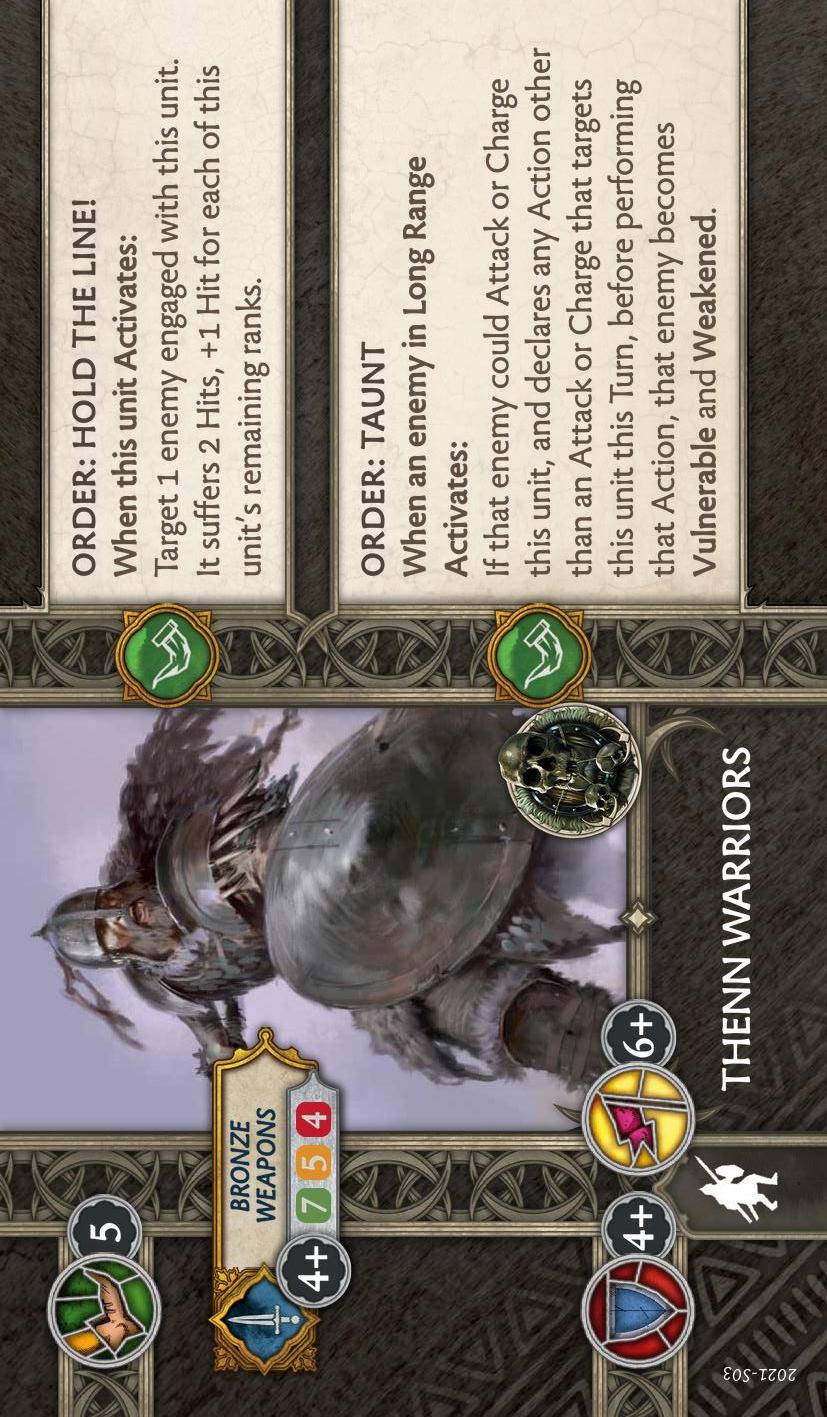 5
BRONZE
WEAPONS
4+
7 5 4
4+
6+
THENN WARRIORS
2021-S03
ORDER: HOLD THE LINE!
When this unit Activates:
Target 1 enemy engaged with this unit.
It suffers 2 Hits, +1 Hit for each of this
unit's remaining ranks.
ORDER: TAUNT
When an enemy in Long Range
Activates:
If that enemy could Attack or Charge
this unit, and declares any Action other
than an Attack or Charge that targets
this unit this Turn, before performing
that Action, that enemy becomes
Vulnerable and Weakened.